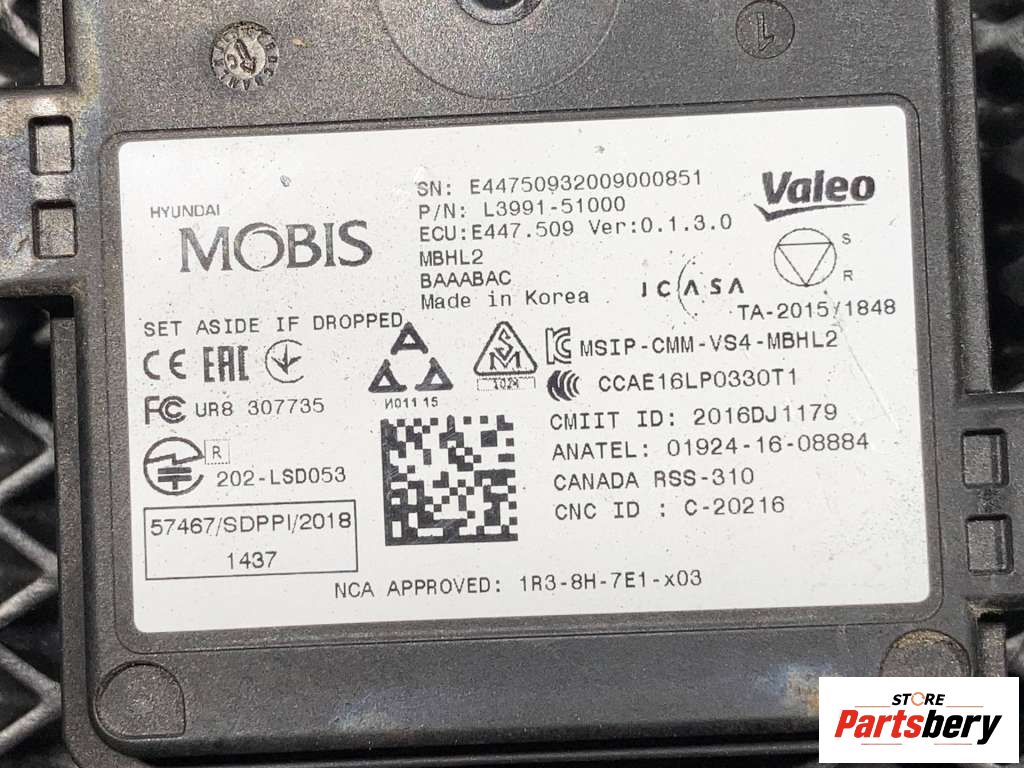 HYUNDAI
MOBIS
SN: E44750932009000851
P/N: L3991-51000
ECU:E447.509 Ver:0.1.3.0
MBHL2
BAAABAC
Made in Korea
Valeo
ICASA
S
R
TA-2015/1848
SET ASIDE IF DROPPED
CE EAC
И011 15
MSIP-CMM-VS4-MBHL2
CCC CCAE16LP0330T1
FC UR8 307735
CMIIT ID: 2016DJ1179
ANATEL: 01924-16-08884
R
202-LSD053
CANADA RSS-310
CNC ID : C-20216
57467/SDPPI/2018
1437
NCA APPROVED: 1R3-8H-7E1-x03
STORE
Partsbery